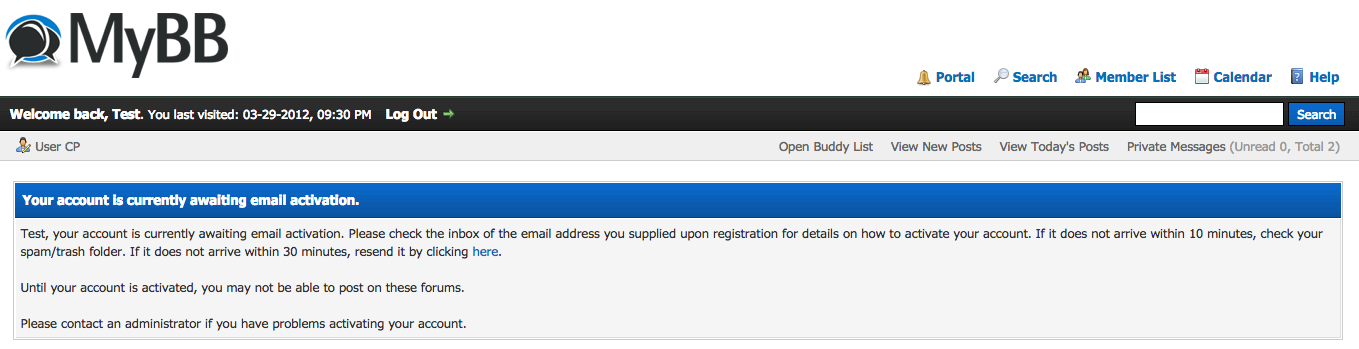 MyBB
Portal Search Member List Calendar Help
Welcome back, Test. You last visited: 03-29-2012, 09:30 PM Log Out
Search
User CP
Open Buddy List View New Posts View Today's Posts Private Messages (Unread 0, Total 2)
Your account is currently awaiting email activation.
Test, your account is currently awaiting email activation. Please check the inbox of the email address you supplied upon registration for details on how to activate your account. If it does not arrive within 10 minutes, check your
spam/trash folder. If it does not arrive within 30 minutes, resend it by clicking here.
Until your account is activated, you may not be able to post on these forums.
Please contact an administrator if you have problems activating your account.